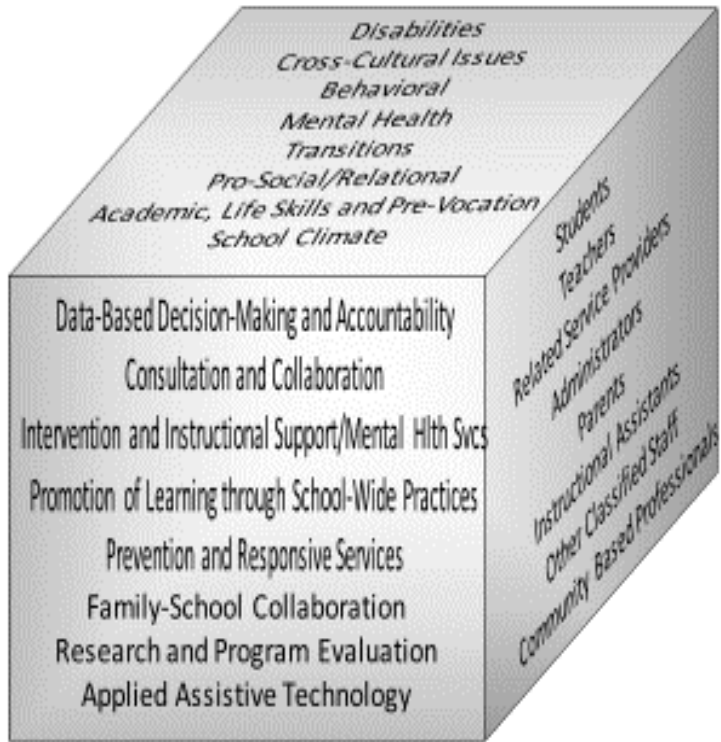 Disabilities
Cross-Cultural Issues
Behavioral
Mental Health
Transitions
Pro-Social/Relational
Academic, Life Skills and Pre-Vocation
School Climate
Data-Based Decision-Making and Accountability
Consultation and Collaboration
Intervention and Instructional Support/Mental Hlth Svcs
Promotion of Learning through School-Wide Practices
Prevention and Responsive Services
Family-School Collaboration
Research and Program Evaluation
Applied Assistive Technology
Students
Teachers
Related Service Providers
Administrators
Parents
Instructional Assistants
Other Classified Staff
Community Based Professionals